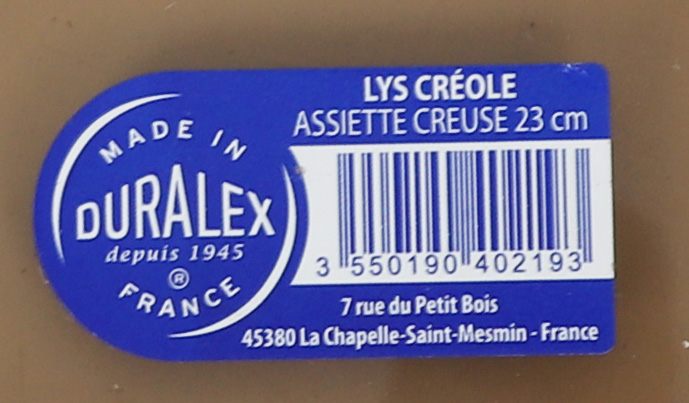 MADE IN
DURALEX
depuis 1945
®
FRANCE
LYS CRÉOLE
ASSIETTE CREUSE 23 cm
3 550190 402193
7 rue du Petit Bois
45380 La Chapelle-Saint-Mesmin - France